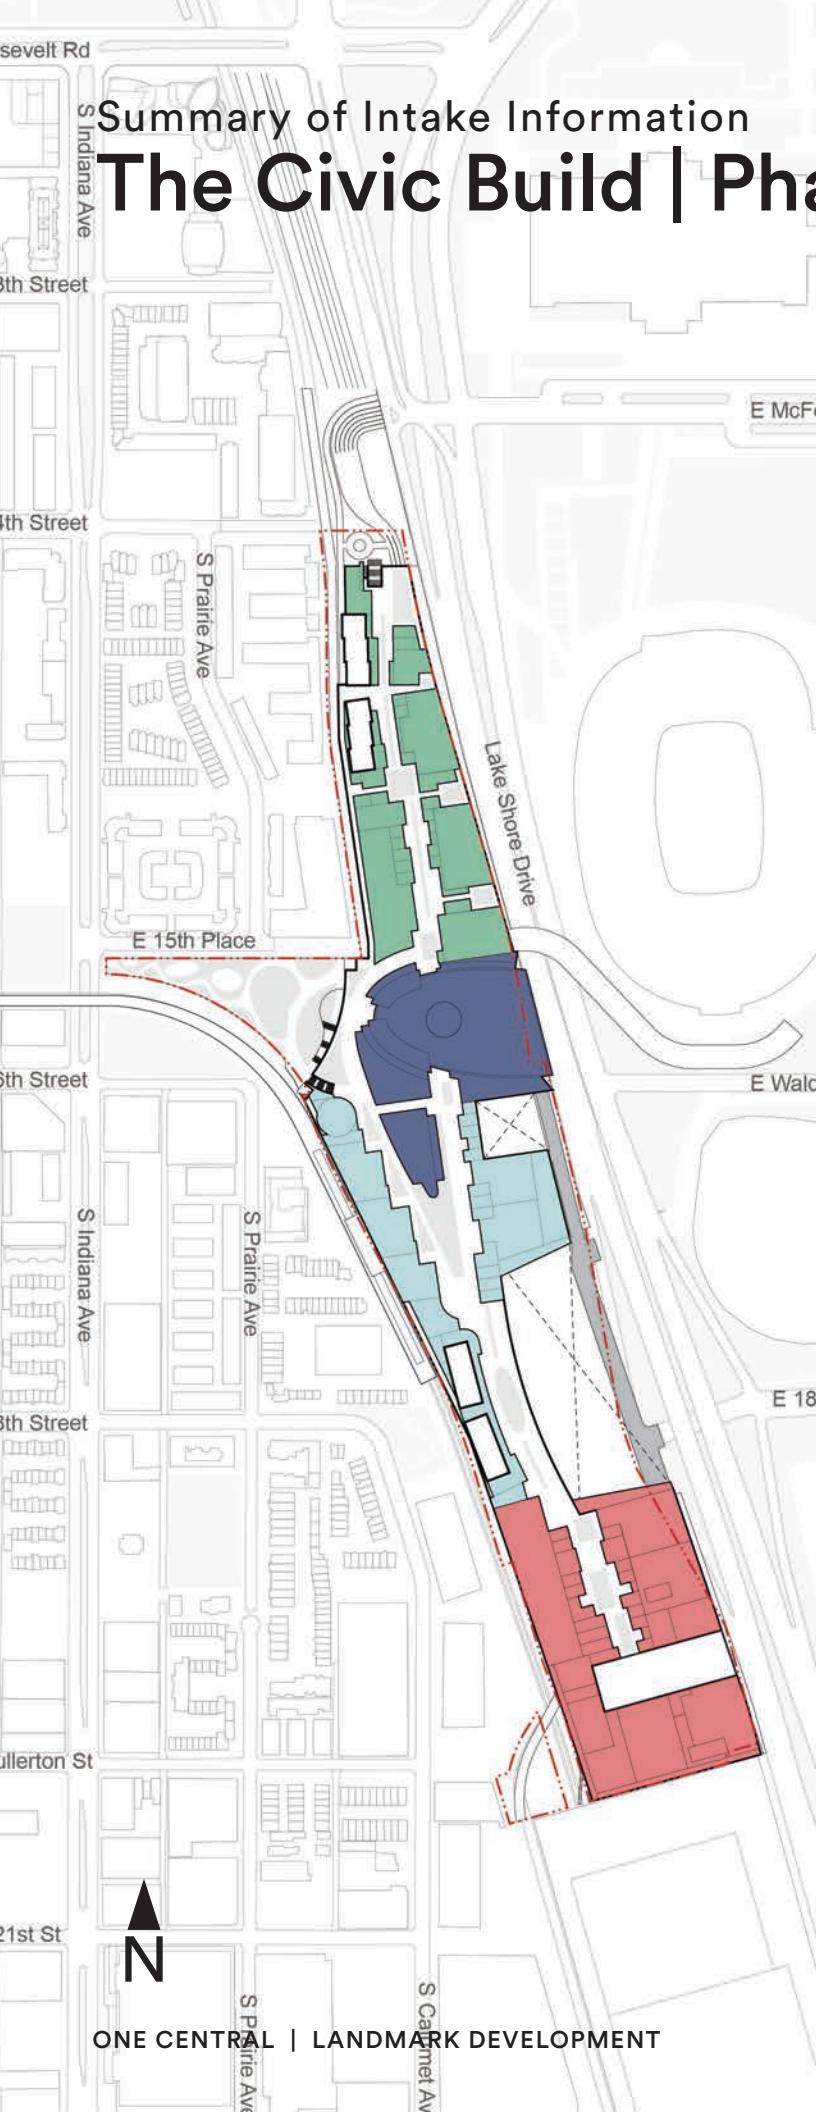 sevelt Rd
S Indiana Ave
Summary of Intake Information
The Civic Build | Pha
8th Street
E McFe
4th Street
S Prairie Ave
Lake Shore Drive
E 15th Place
6th Street
E Wald
S Indiana Ave
S Prairie Ave
E 18
8th Street
ullerton St
N
21st St
S Prairie Ave
S Calumet Av
ONE CENTRAL | LANDMARK DEVELOPMENT